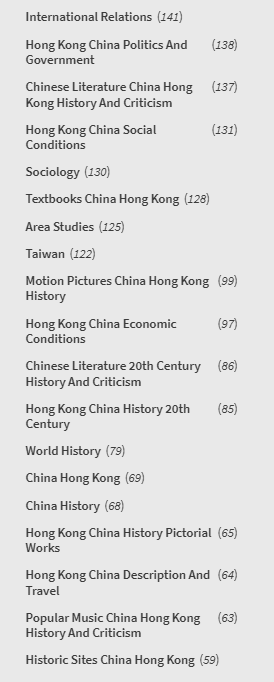 International Relations (141)
Hong Kong China Politics And (138)
Government
Chinese Literature China Hong (137)
Kong History And Criticism
Hong Kong China Social (131)
Conditions
Sociology (130)
Textbooks China Hong Kong (128)
Area Studies (125)
Taiwan (122)
Motion Pictures China Hong Kong (99)
History
Hong Kong China Economic (97)
Conditions
Chinese Literature 20th Century (86)
History And Criticism
Hong Kong China History 20th (85)
Century
World History (79)
China Hong Kong (69)
China History (68)
Hong Kong China History Pictorial (65)
Works
Hong Kong China Description And (64)
Travel
Popular Music China Hong Kong (63)
History And Criticism
Historic Sites China Hong Kong (59)